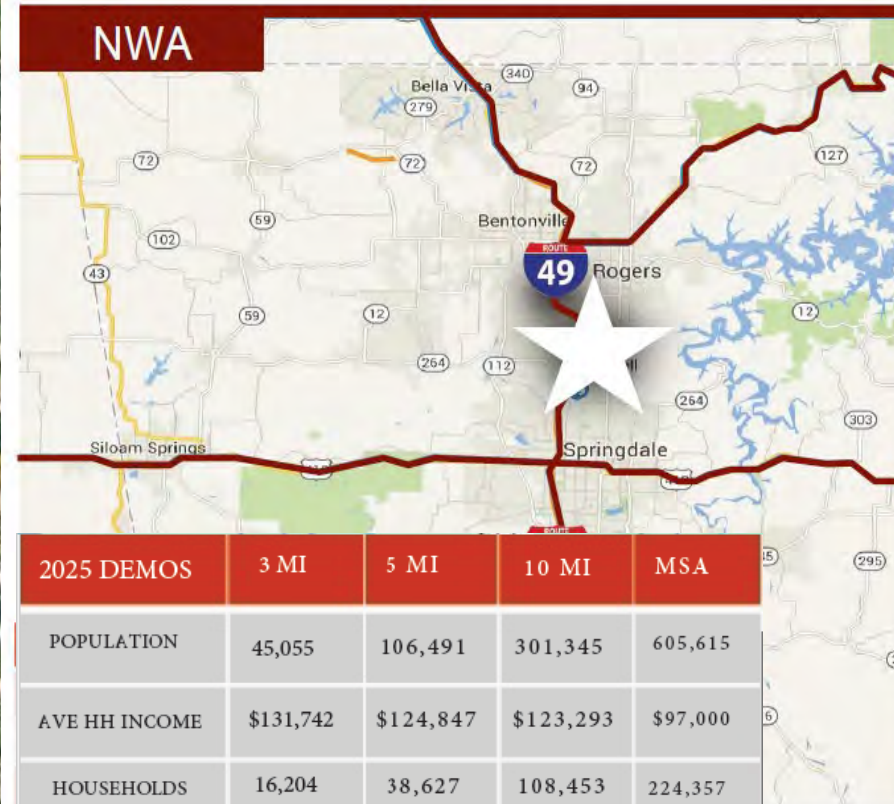 NWA
340
Bella Vista
94
279
72
72
72
127
59
Bentonville
102
ROUTE
49
Rogers
43
59
12
12
264
112
264
303
Siloam Springs
Springdale
ROUTE
295
2025 DEMOS 3 MI 5 MI 10 MI MSA
POPULATION 45,055 106,491 301,345 605,615
AVE HH INCOME $131,742 $124,847 $123,293 $97,000
HOUSEHOLDS 16,204 38,627 108,453 224,357